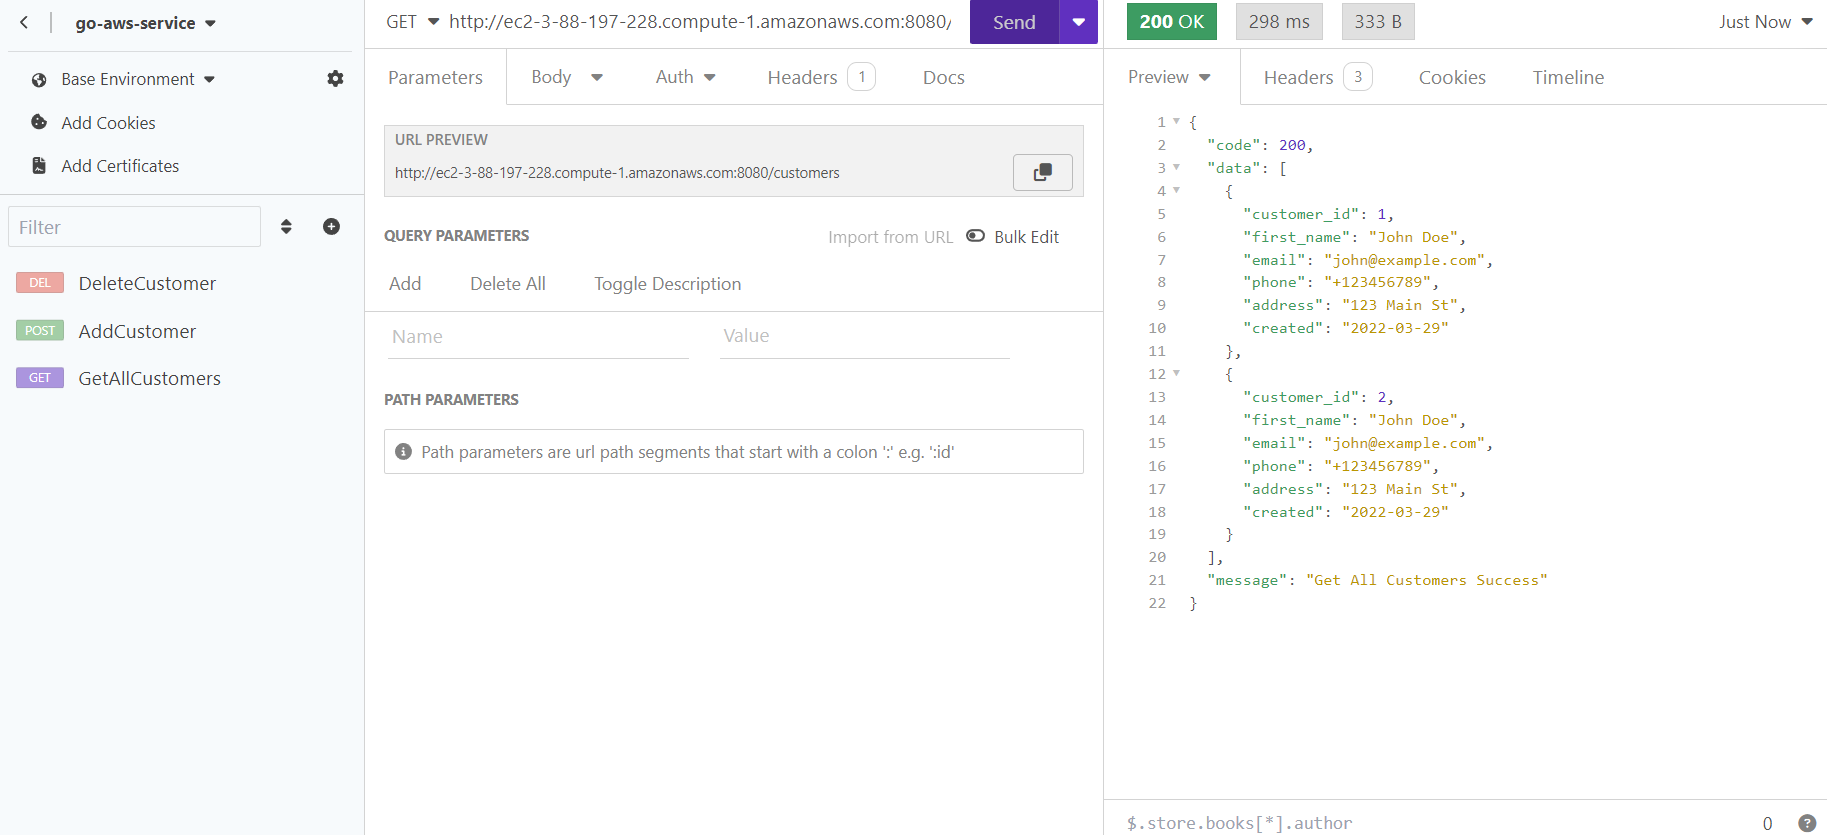 go-aws-service
Base Environment
Add Cookies
Add Certificates
Filter
DEL DeleteCustomer
POST AddCustomer
GET GetAllCustomers
GET http://ec2-3-88-197-228.compute-1.amazonaws.com:8080/ Send
Parameters Body Auth Headers 1 Docs
URL PREVIEW
http://ec2-3-88-197-228.compute-1.amazonaws.com:8080/customers
QUERY PARAMETERS Import from URL Bulk Edit
Add Delete All Toggle Description
Name Value
PATH PARAMETERS
Path parameters are url path segments that start with a colon ':' e.g. ':id'
200 OK 298 ms 333 B Just Now
Preview Headers 3 Cookies Timeline
1 {
2 "code": 200,
3 "data": [
4 {
5 "customer_id": 1,
6 "first_name": "John Doe",
7 "email": "john@example.com",
8 "phone": "+123456789",
9 "address": "123 Main St",
10 "created": "2022-03-29"
11 },
12 {
13 "customer_id": 2,
14 "first_name": "John Doe",
15 "email": "john@example.com",
16 "phone": "+123456789",
17 "address": "123 Main St",
18 "created": "2022-03-29"
19 }
20 ],
21 "message": "Get All Customers Success"
22 }
$.store.books[*].author 0 ?